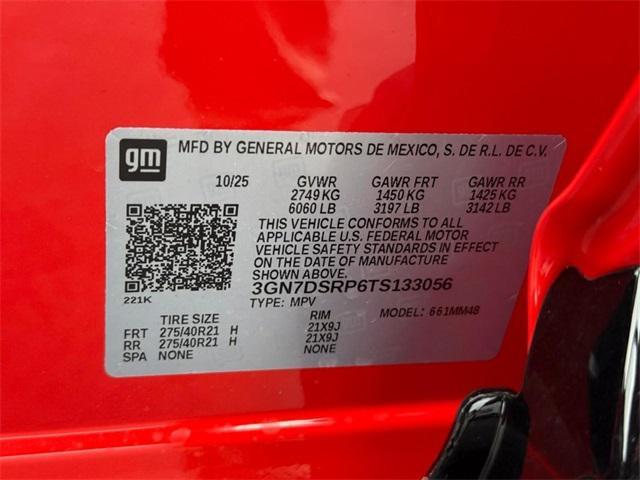 gm MFD BY GENERAL MOTORS DE MEXICO, S. DE R.L. DE C.V.
10/25 GVWR GAWR FRT GAWR RR
2749 KG 1450 KG 1425 KG
6060 LB 3197 LB 3142 LB
THIS VEHICLE CONFORMS TO ALL
APPLICABLE U.S. FEDERAL MOTOR
VEHICLE SAFETY STANDARDS IN EFFECT
ON THE DATE OF MANUFACTURE
SHOWN ABOVE.
221K 3GN7DSRP6TS133056
TYPE: MPV MODEL: 661MM48
TIRE SIZE RIM
FRT 275/40R21 H 21X9J
RR 275/40R21 H 21X9J
SPA NONE NONE